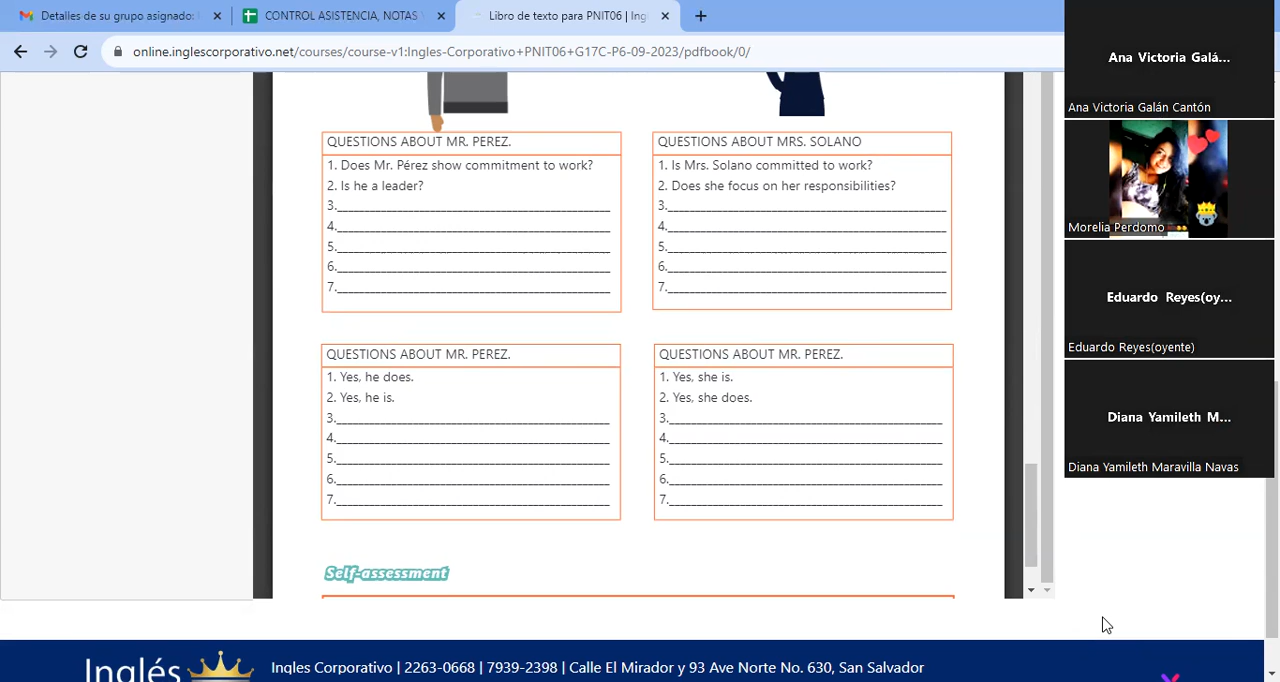 Detalles de su grupo asignado:
CONTROL ASISTENCIA, NOTAS Y
Libro de texto para PNIT06 | Ing
online.inglescorporativo.net/courses/course-v1:Ingles-Corporativo+PNIT06+G17C-P6-09-2023/pdfbook/0/
QUESTIONS ABOUT MR. PEREZ.
1. Does Mr. Pérez show commitment to work?
2. Is he a leader?
3.
4.
5.
6.
7.
QUESTIONS ABOUT MRS. SOLANO
1. Is Mrs. Solano committed to work?
2. Does she focus on her responsibilities?
3.
4.
5.
6.
7.
QUESTIONS ABOUT MR. PEREZ.
1. Yes, he does.
2. Yes, he is.
3.
4.
5.
6.
7.
QUESTIONS ABOUT MR. PEREZ.
1. Yes, she is.
2. Yes, she does.
3.
4.
5.
6.
7.
Self-assessment
Inglés
Ingles Corporativo | 2263-0668 | 7939-2398 | Calle El Mirador y 93 Ave Norte No. 630, San Salvador
Ana Victoria Galá...
Ana Victoria Galán Cantón
Morelia Perdomo
Eduardo Reyes(oy...
Eduardo Reyes(oyente)
Diana Yamileth M...
Diana Yamileth Maravilla Navas